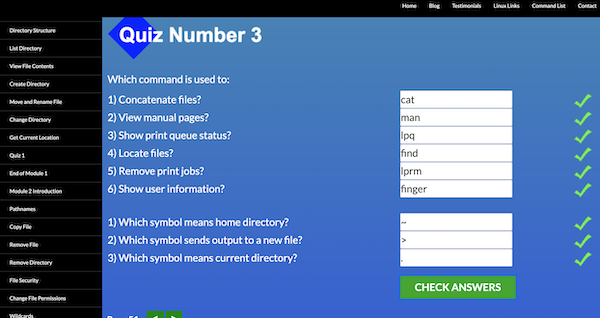 Home Blog Testimonials Linux Links Command List Contact
Directory Structure
List Directory
View File Contents
Create Directory
Move and Rename File
Change Directory
Get Current Location
Quiz 1
End of Module 1
Module 2 Introduction
Pathnames
Copy File
Remove File
Remove Directory
File Security
Change File Permissions
Wildcards
Quiz Number 3
Which command is used to:
1) Concatenate files? cat
2) View manual pages? man
3) Show print queue status? lpq
4) Locate files? find
5) Remove print jobs? lprm
6) Show user information? finger
1) Which symbol means home directory? ~
2) Which symbol sends output to a new file? >
3) Which symbol means current directory? .
CHECK ANSWERS